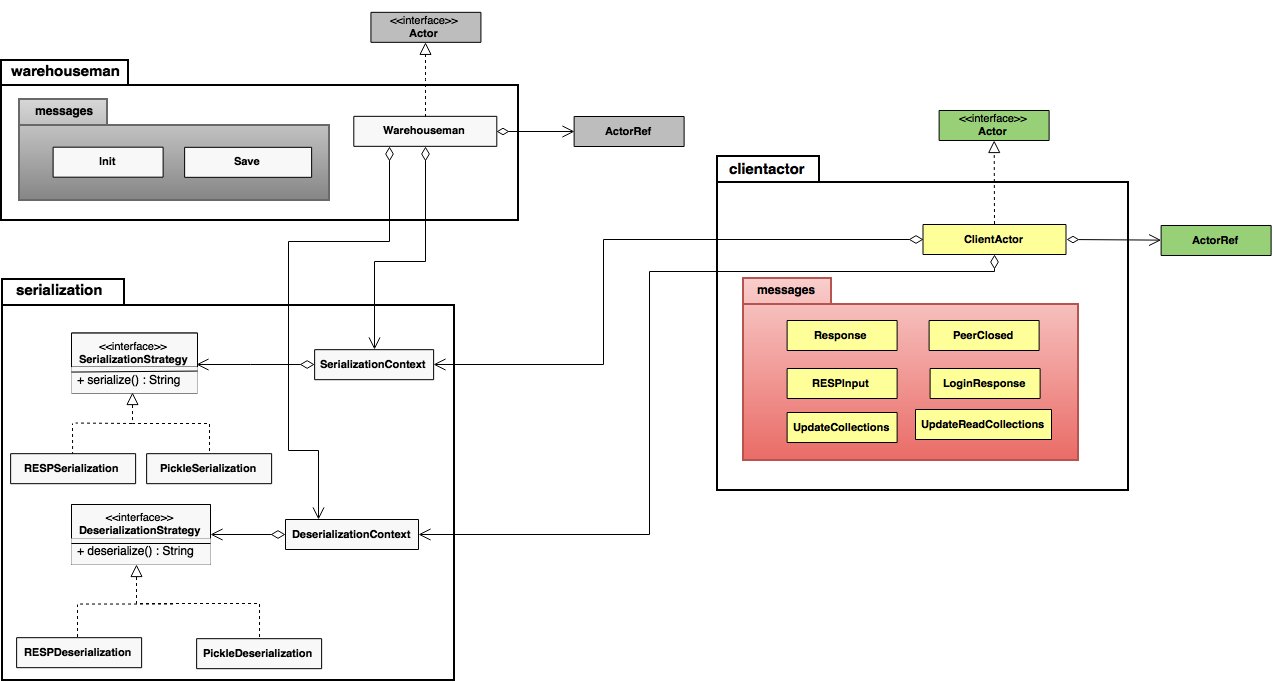 <<interface>>
Actor
warehouseman
messages
Init
Save
Warehouseman
ActorRef
<<interface>>
Actor
clientactor
ClientActor
ActorRef
messages
Response
PeerClosed
RESPInput
LoginResponse
UpdateCollections
UpdateReadCollections
serialization
<<interface>>
SerializationStrategy
+ serialize() : String
SerializationContext
RESPSerialization
PickleSerialization
<<interface>>
DeserializationStrategy
+ deserialize() : String
DeserializationContext
RESPDeserialization
PickleDeserialization